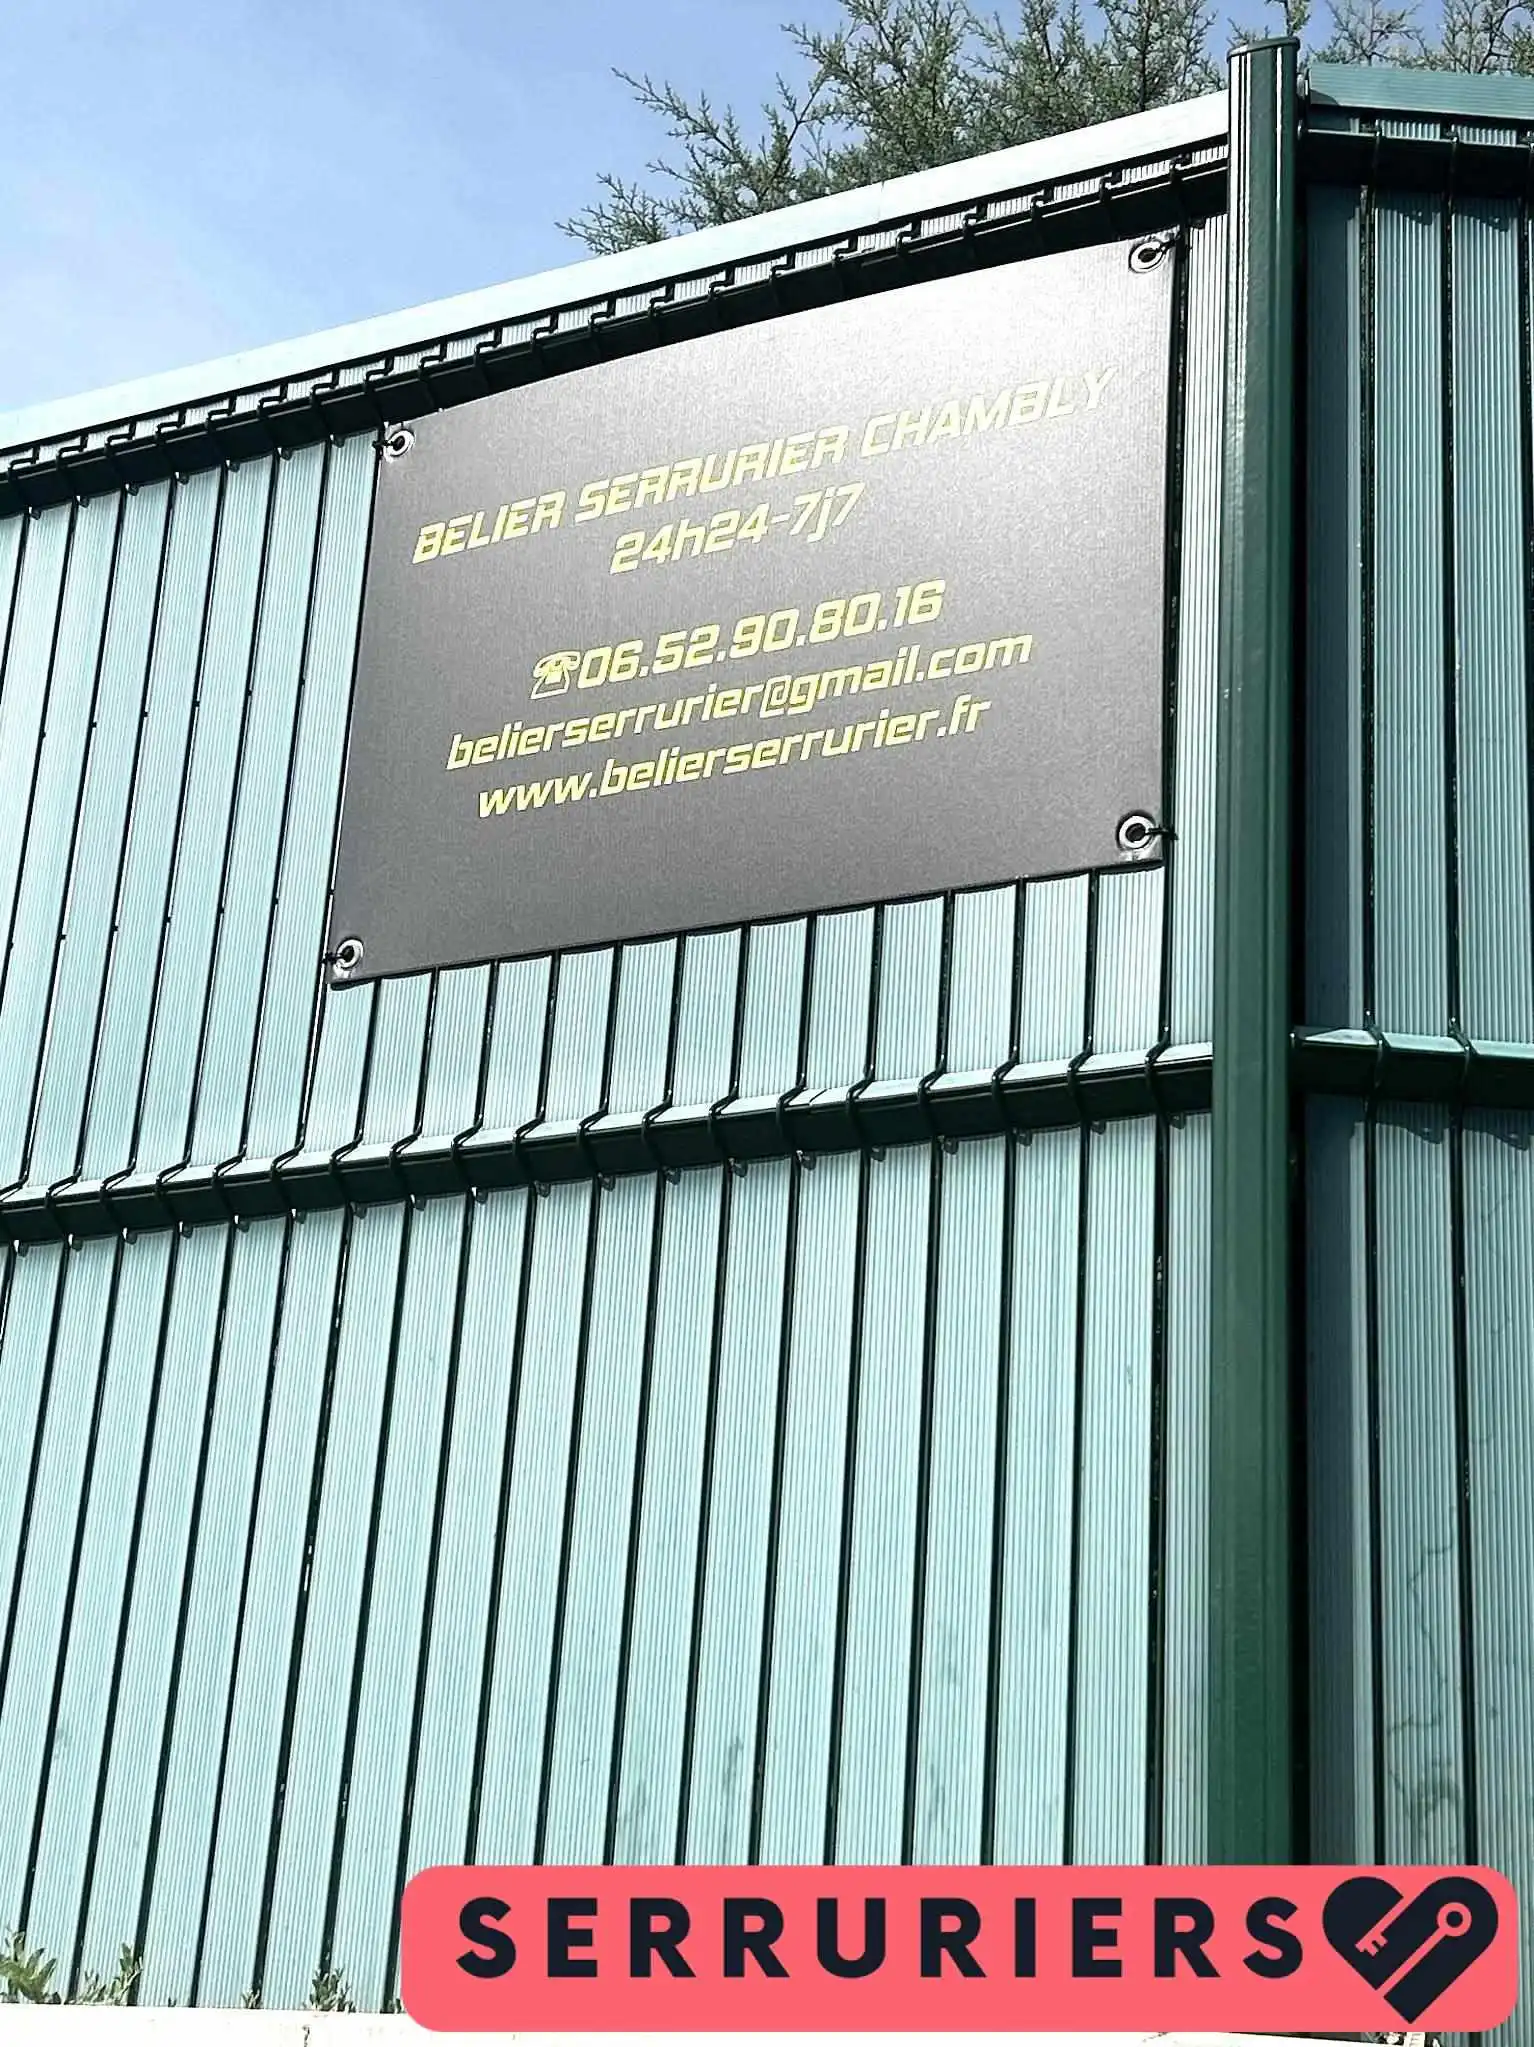 BELIER SERRURIER CHAMBLY
24h24-7j7
☎06.52.90.80.16
belierserrurier@gmail.com
www.belierserrurier.fr
SERRURIERS